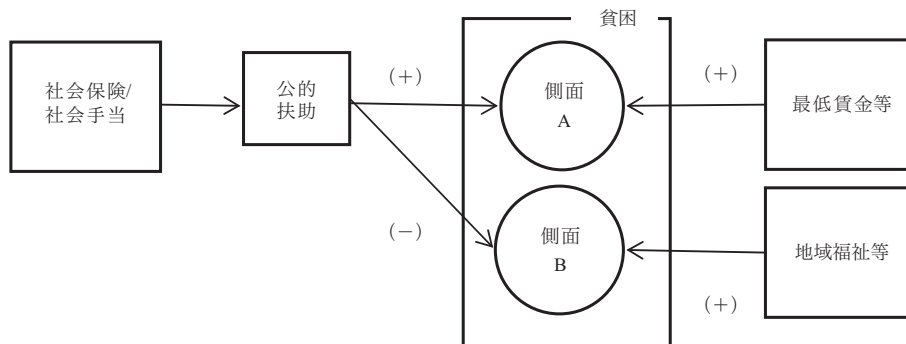 貧困
社会保険/
社会手当
公的
扶助
(+)
側面
A
(+)
最低賃金等
(-)
側面
B
地域福祉等
(+)